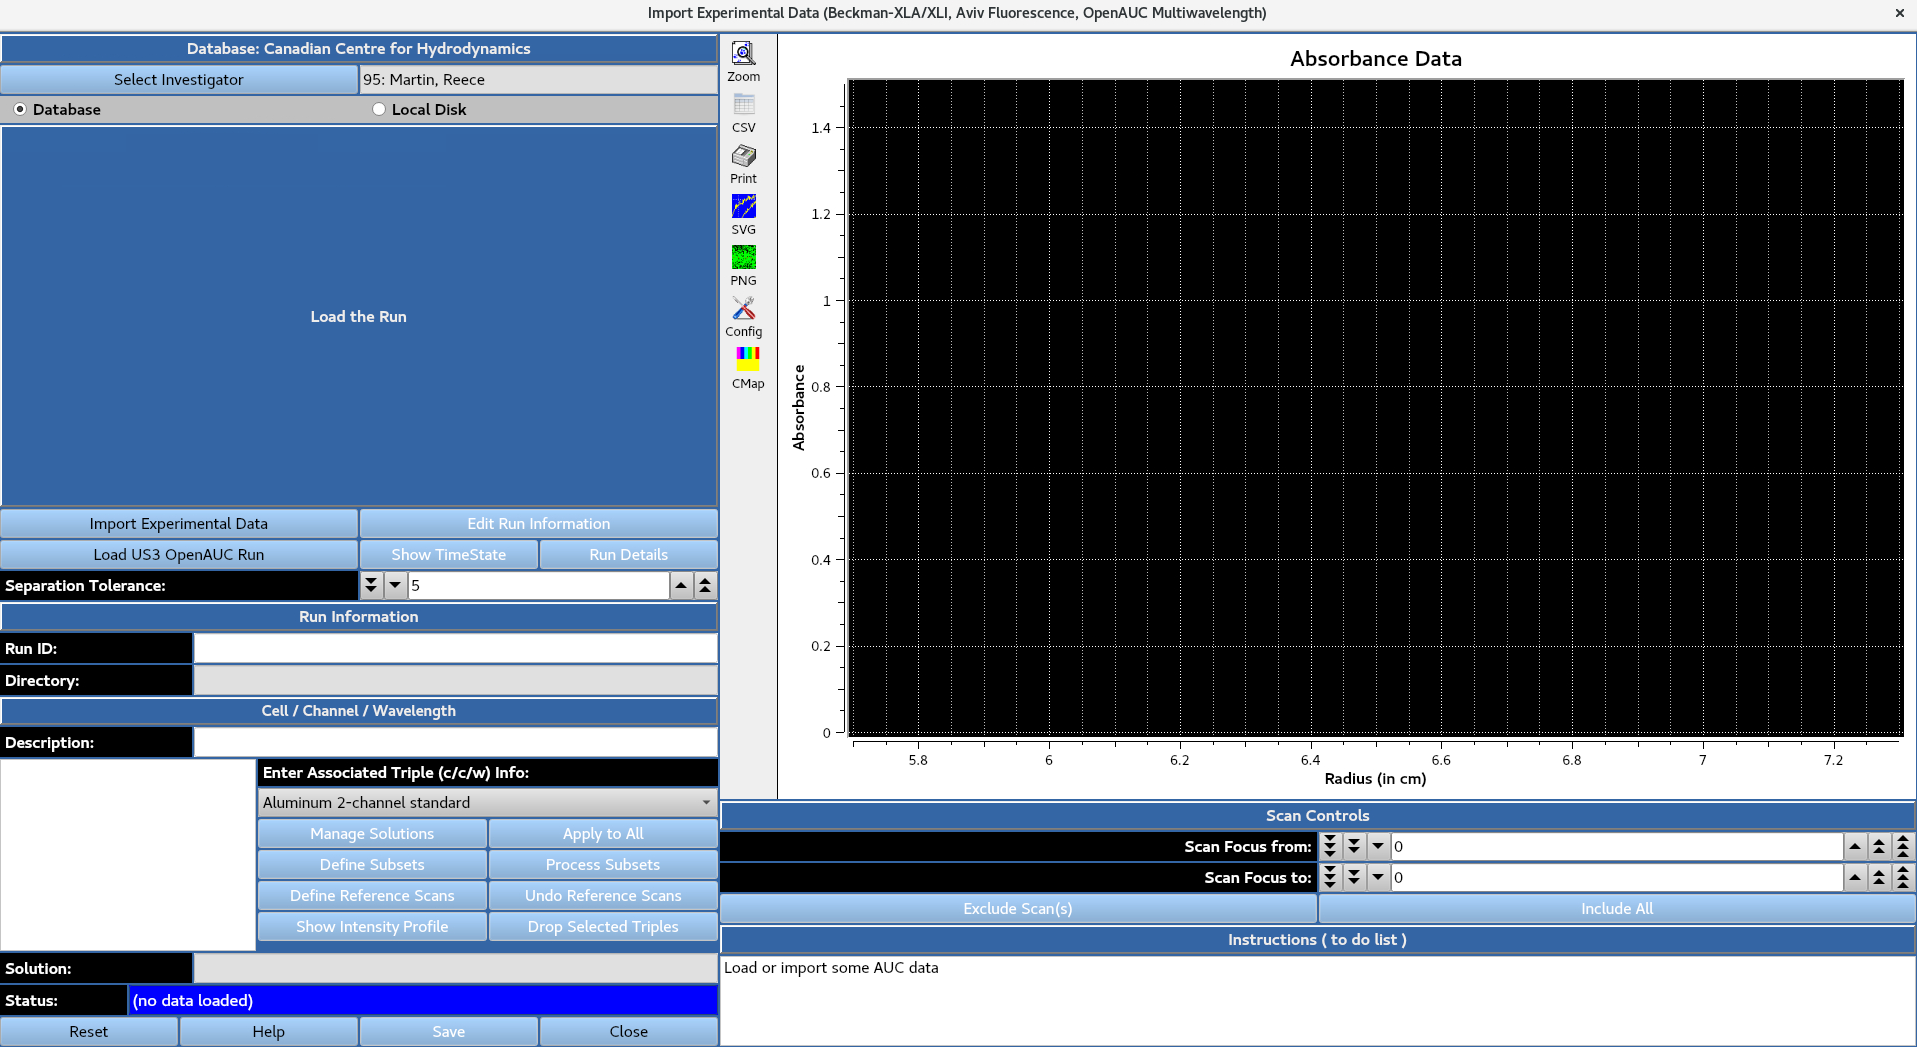 Import Experimental Data (Beckman-XLA/XLI, Aviv Fluorescence, OpenAUC Multiwavelength)
Database: Canadian Centre for Hydrodynamics
Select Investigator 95: Martin, Reece
Database Local Disk
Load the Run
Import Experimental Data Edit Run Information
Load US3 OpenAUC Run Show TimeState Run Details
Separation Tolerance: 5
Run Information
Run ID:
Directory:
Cell / Channel / Wavelength
Description:
Enter Associated Triple (c/c/w) Info:
Aluminum 2-channel standard
Manage Solutions Apply to All
Define Subsets Process Subsets
Define Reference Scans Undo Reference Scans
Show Intensity Profile Drop Selected Triples
Solution:
Status: (no data loaded)
Reset Help Save Close
Zoom
CSV
Print
SVG
PNG
Config
CMap
Absorbance Data
Absorbance
1.4
1.2
1
0.8
0.6
0.4
0.2
0
5.8 6 6.2 6.4 6.6 6.8 7 7.2
Radius (in cm)
Scan Controls
Scan Focus from: 0
Scan Focus to: 0
Exclude Scan(s) Include All
Instructions ( to do list )
Load or import some AUC data